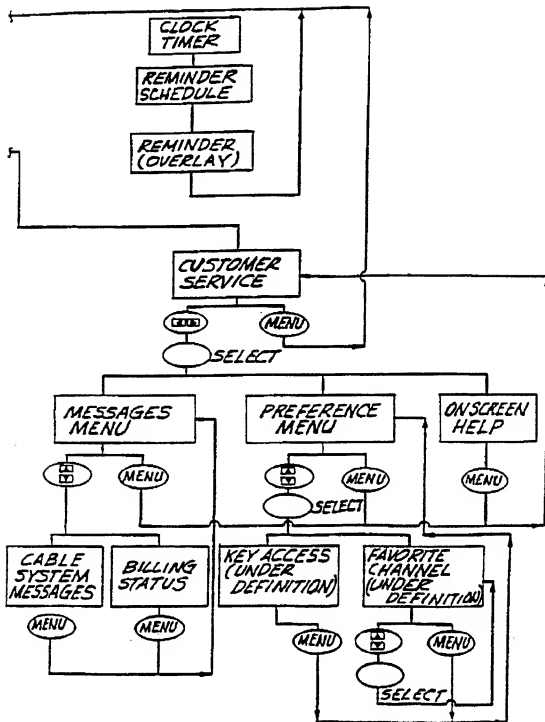 CLOCK
TIMER
REMINDER
SCHEDULE
REMINDER
(OVERLAY)
CUSTOMER
SERVICE
MENU
SELECT
MESSAGES
MENU
PREFERENCE
MENU
ON SCREEN
HELP
MENU
MENU
MENU
SELECT
CABLE
SYSTEM
MESSAGES
BILLING
STATUS
KEY ACCESS
(UNDER
DEFINITION)
FAVORITE
CHANNEL
(UNDER
DEFINITION)
MENU
MENU
MENU
MENU
SELECT